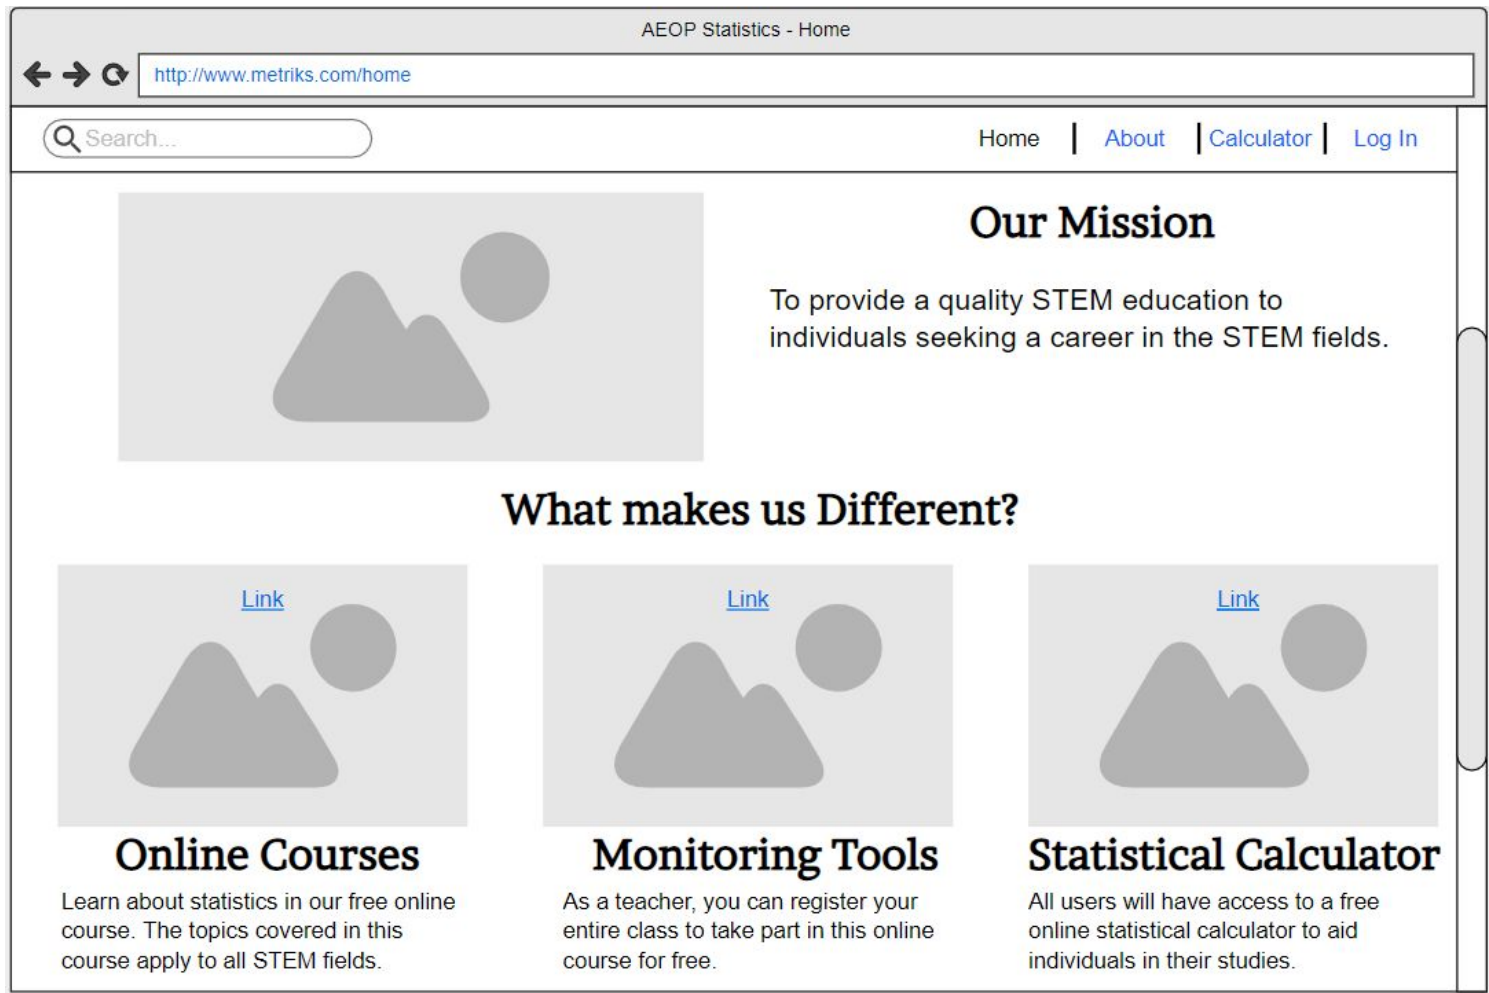 AEOP Statistics - Home
http://www.metriks.com/home
Search...
Home | About | Calculator | Log In
Our Mission
To provide a quality STEM education to
individuals seeking a career in the STEM fields.
What makes us Different?
Link
Link
Link
Online Courses
Learn about statistics in our free online
course. The topics covered in this
course apply to all STEM fields.
Monitoring Tools
As a teacher, you can register your
entire class to take part in this online
course for free.
Statistical Calculator
All users will have access to a free
online statistical calculator to aid
individuals in their studies.